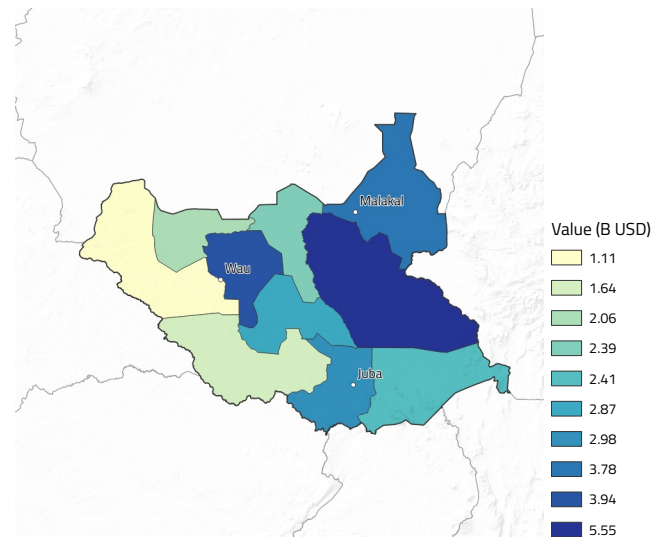 Malakal
Wau
Juba
Value (B USD)
1.11
1.64
2.06
2.39
2.41
2.87
2.98
3.78
3.94
5.55